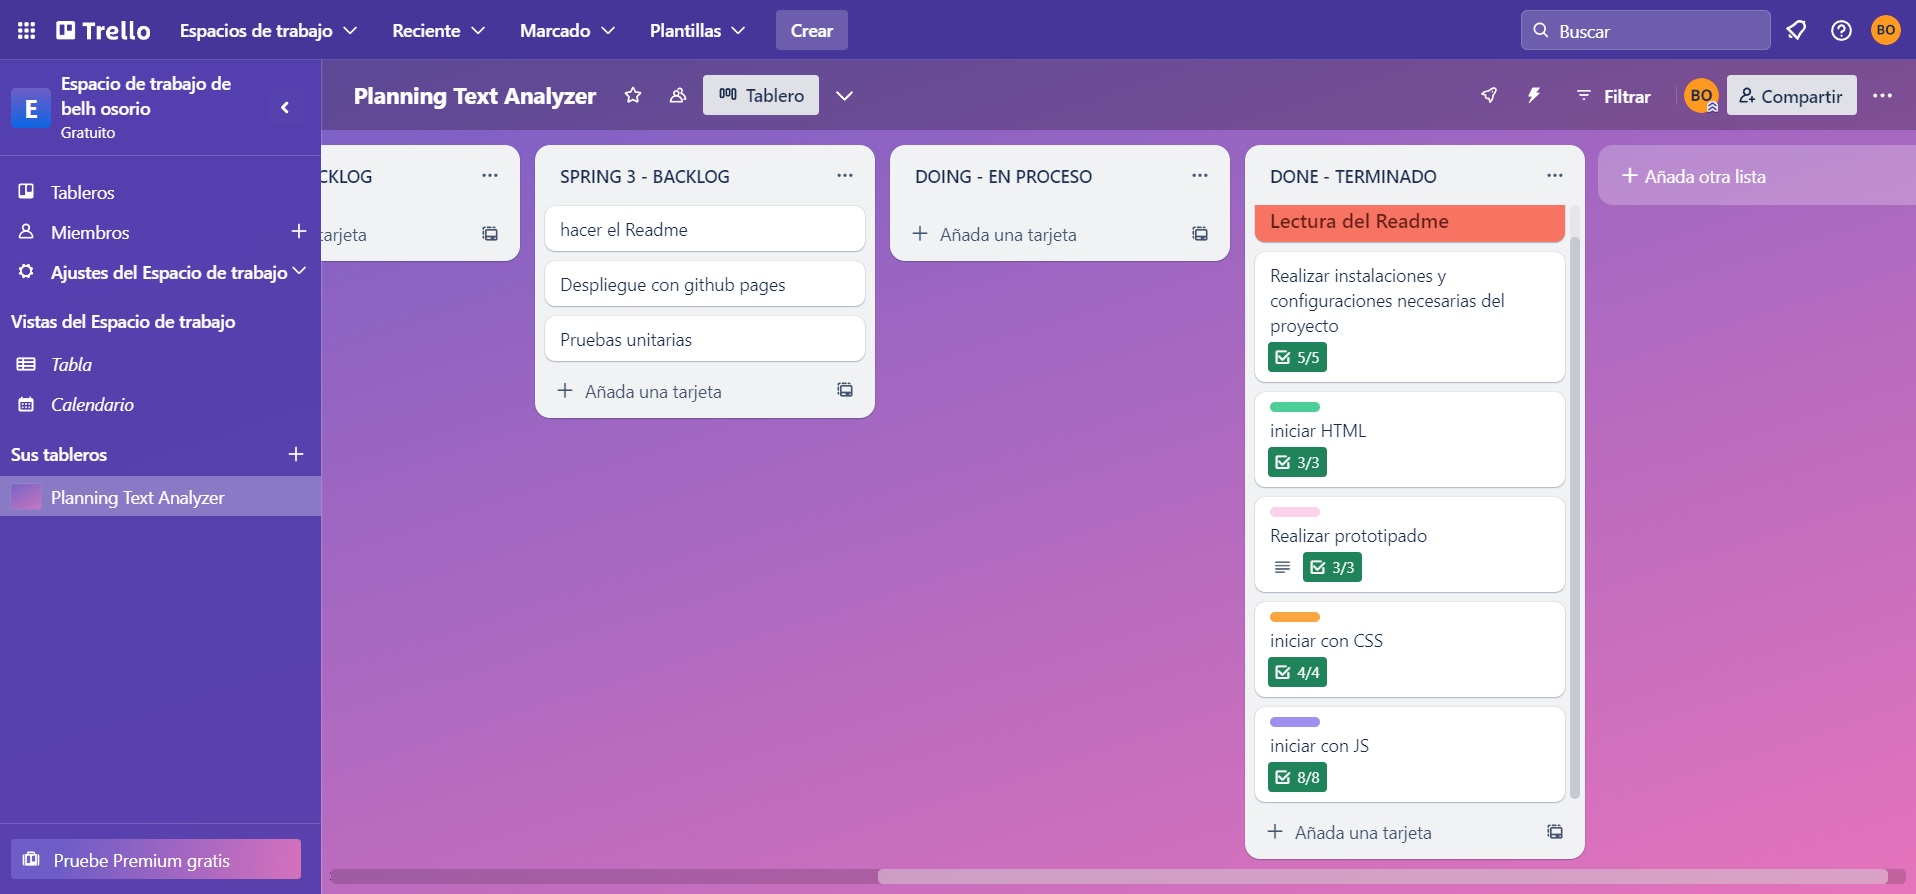 Trello
Espacios de trabajo
Reciente
Marcado
Plantillas
Crear
Buscar
BO
E
Espacio de trabajo de
belh osorio
Gratuito
Planning Text Analyzer
Tablero
Filtrar
BO
Compartir
Tableros
Miembros
Ajustes del Espacio de trabajo
Vistas del Espacio de trabajo
Tabla
Calendario
Sus tableros
Planning Text Analyzer
Pruebe Premium gratis
CKLOG
tarjeta
SPRING 3 - BACKLOG
hacer el Readme
Despliegue con github pages
Pruebas unitarias
Añada una tarjeta
DOING - EN PROCESO
Añada una tarjeta
DONE - TERMINADO
Lectura del Readme
Realizar instalaciones y
configuraciones necesarias del
proyecto
5/5
iniciar HTML
3/3
Realizar prototipado
3/3
iniciar con CSS
4/4
iniciar con JS
8/8
Añada una tarjeta
Añada otra lista